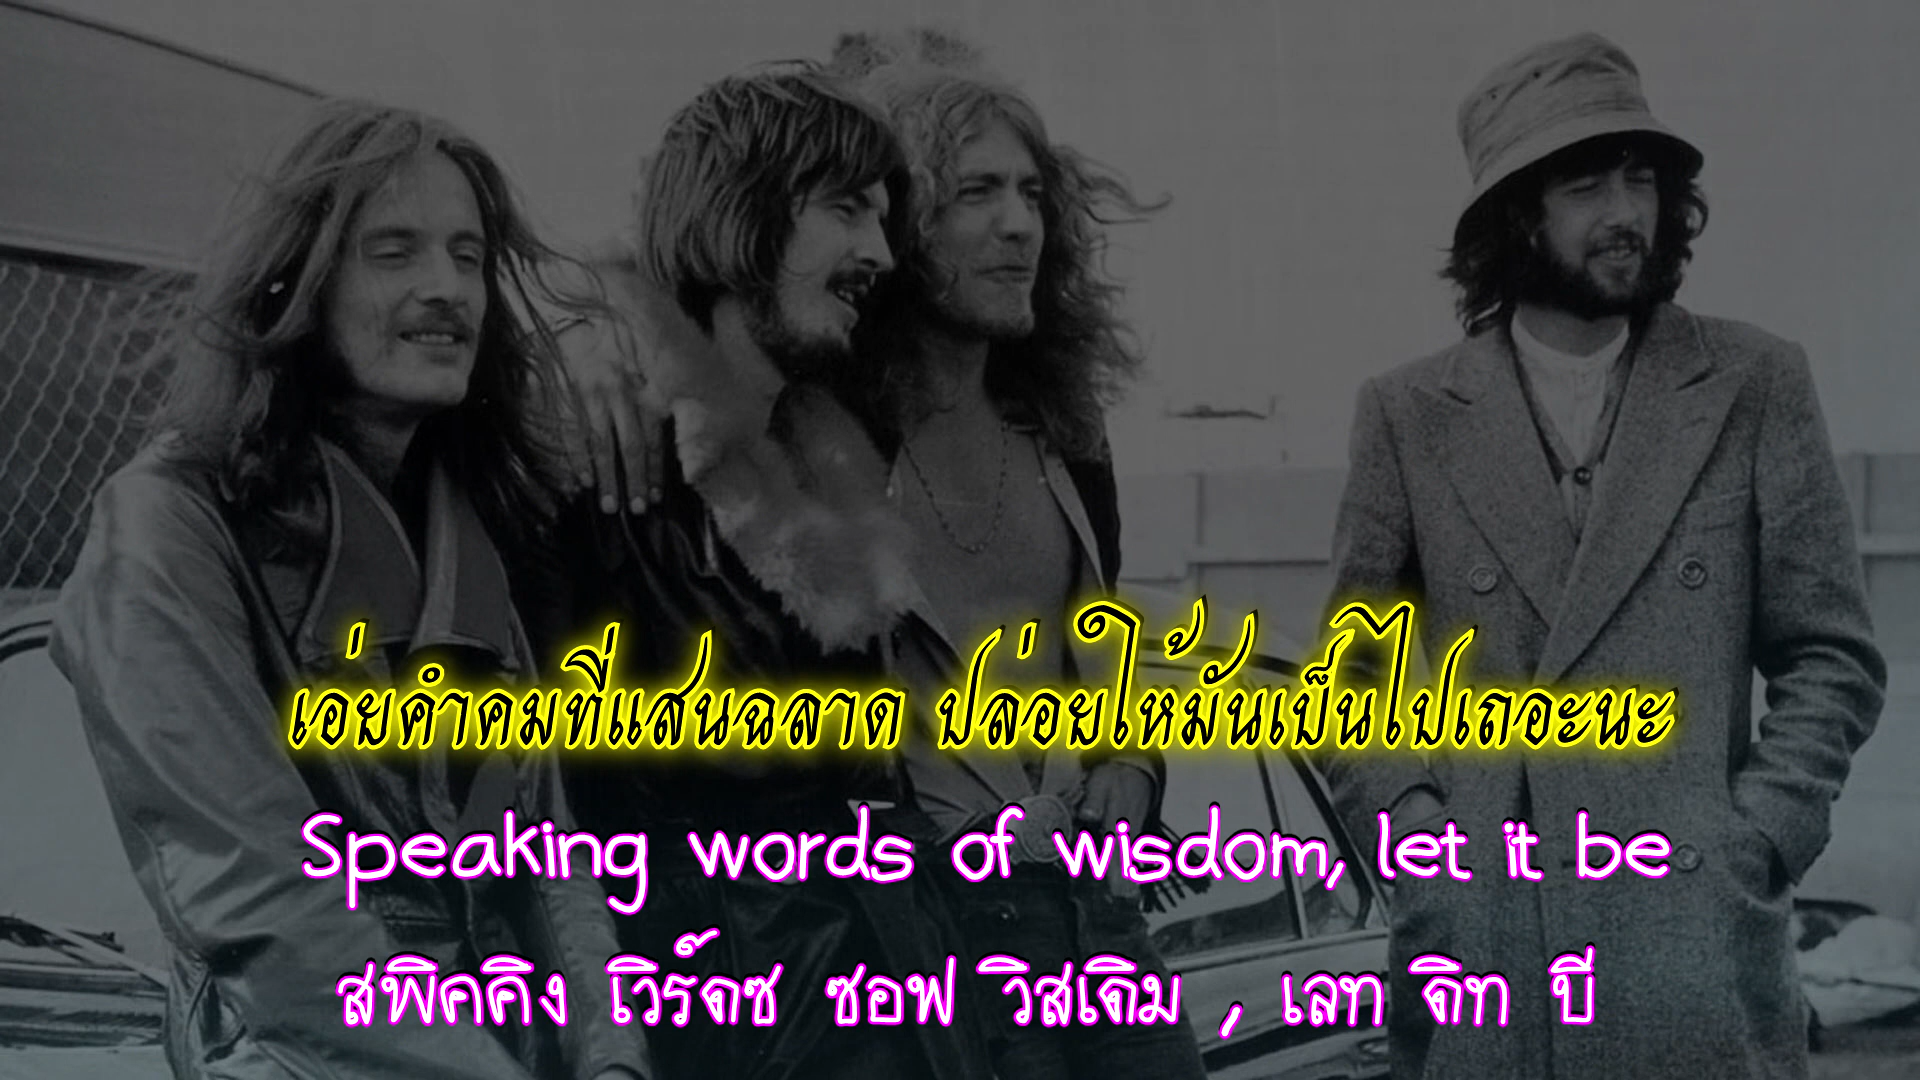 เอ่ยคำคมที่แสนฉลาด ปล่อยให้มันเป็นไปเถอะนะ
Speaking words of wisdom, let it be
สพิคคิง เวิร์ดซ ซอฟ วิสเดิม , เลท ดิท บี